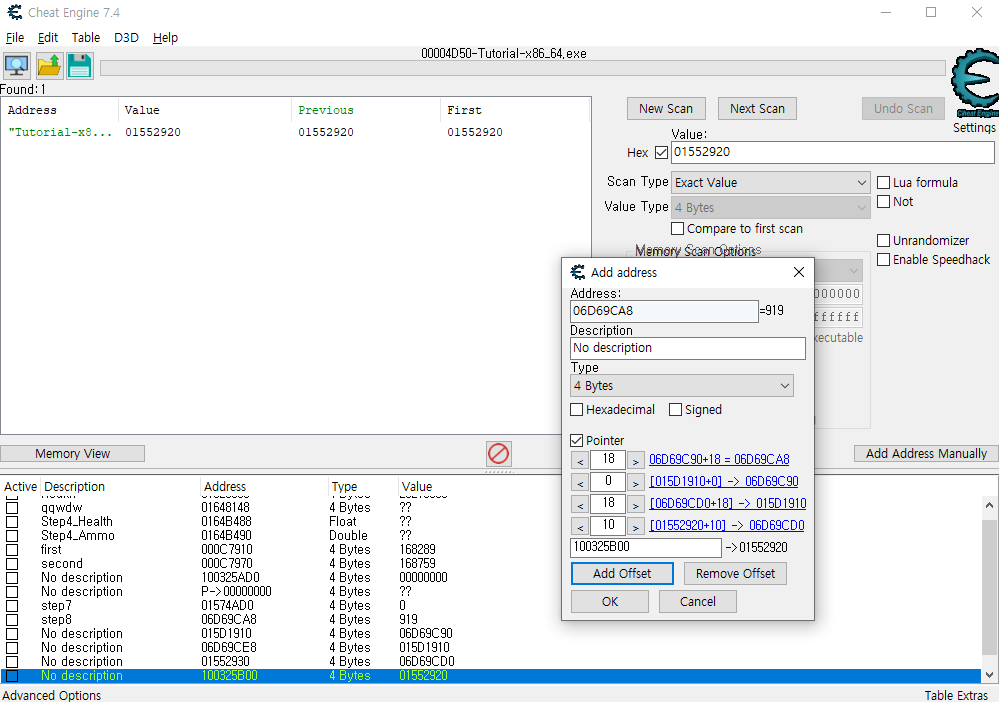 Cheat Engine 7.4
File Edit Table D3D Help
00004D50-Tutorial-x86_64.exe
Found:1
Address Value Previous First
"Tutorial-x8... 01552920 01552920 01552920
New Scan Next Scan Undo Scan
Cheat Engine
Settings
Value:
Hex 01552920
Scan Type Exact Value Lua formula
Value Type 4 Bytes Not
Compare to first scan
Memory Scan Options
Unrandomizer
Enable Speedhack
000000
ffffff
xecutable
Add address
Address:
06D69CA8 =919
Description
No description
Type
4 Bytes
Hexadecimal Signed
Pointer
< 18 > 06D69C90+18 = 06D69CA8
< 0 > [015D1910+0] -> 06D69C90
< 18 > [06D69CD0+18] -> 015D1910
< 10 > [01552920+10] -> 06D69CD0
100325B00 ->01552920
Add Offset Remove Offset
OK Cancel
Memory View Add Address Manually
Active Description Address Type Value
qqwdw 01648148 4 Bytes ??
Step4_Health 0164B488 Float ??
Step4_Ammo 0164B490 Double ??
first 000C7910 4 Bytes 168289
second 000C7970 4 Bytes 168759
No description 100325AD0 4 Bytes 00000000
No description P->00000000 4 Bytes ??
step7 01574AD0 4 Bytes 0
step8 06D69CA8 4 Bytes 919
No description 015D1910 4 Bytes 06D69C90
No description 06D69CE8 4 Bytes 015D1910
No description 01552930 4 Bytes 06D69CD0
No description 100325B00 4 Bytes 01552920
Advanced Options Table Extras